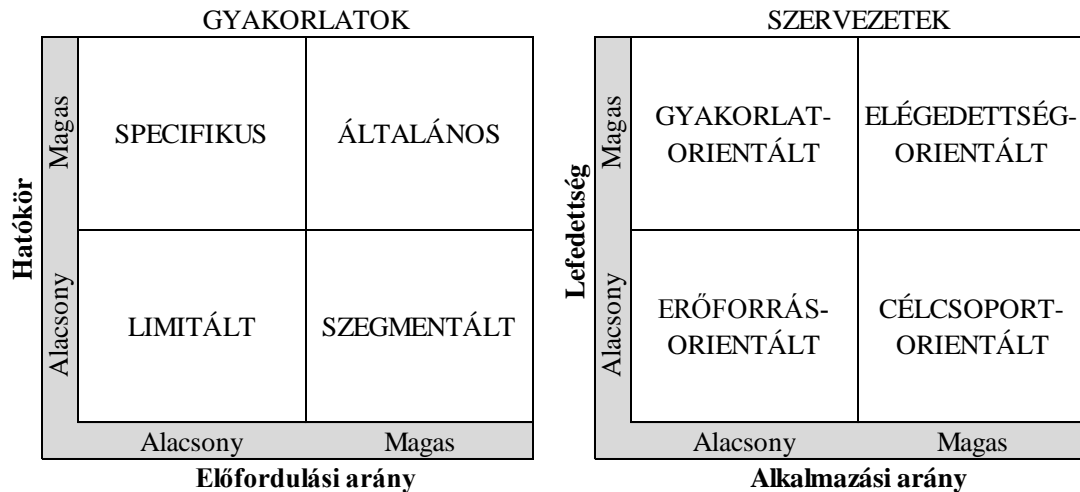 GYAKORLATOK
Hatókör
Magas
Alacsony
SPECIFIKUS
ÁLTALÁNOS
LIMITÁLT
SZEGMENTÁLT
Alacsony
Magas
Előfordulási arány
SZERVEZETEK
Lefedettség
Magas
Alacsony
GYAKORLAT-
ORIENTÁLT
ELÉGEDETTSÉG-
ORIENTÁLT
ERŐFORRÁS-
ORIENTÁLT
CÉLCSOPORT-
ORIENTÁLT
Alacsony
Magas
Alkalmazási arány